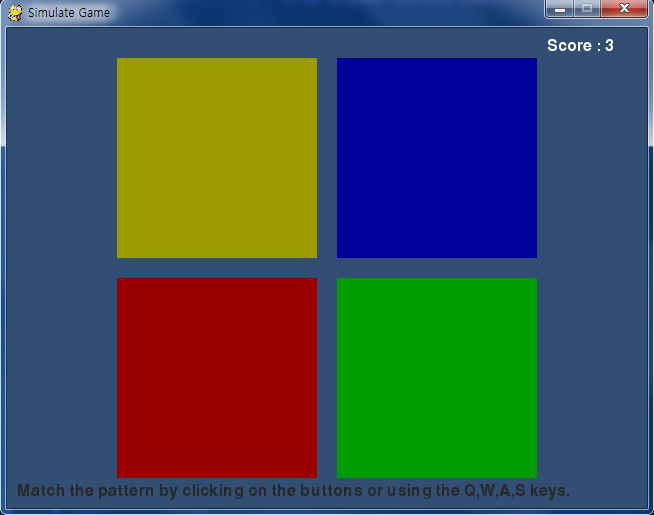 Simulate Game
Score : 3
Match the pattern by clicking on the buttons or using the Q,W,A,S keys.